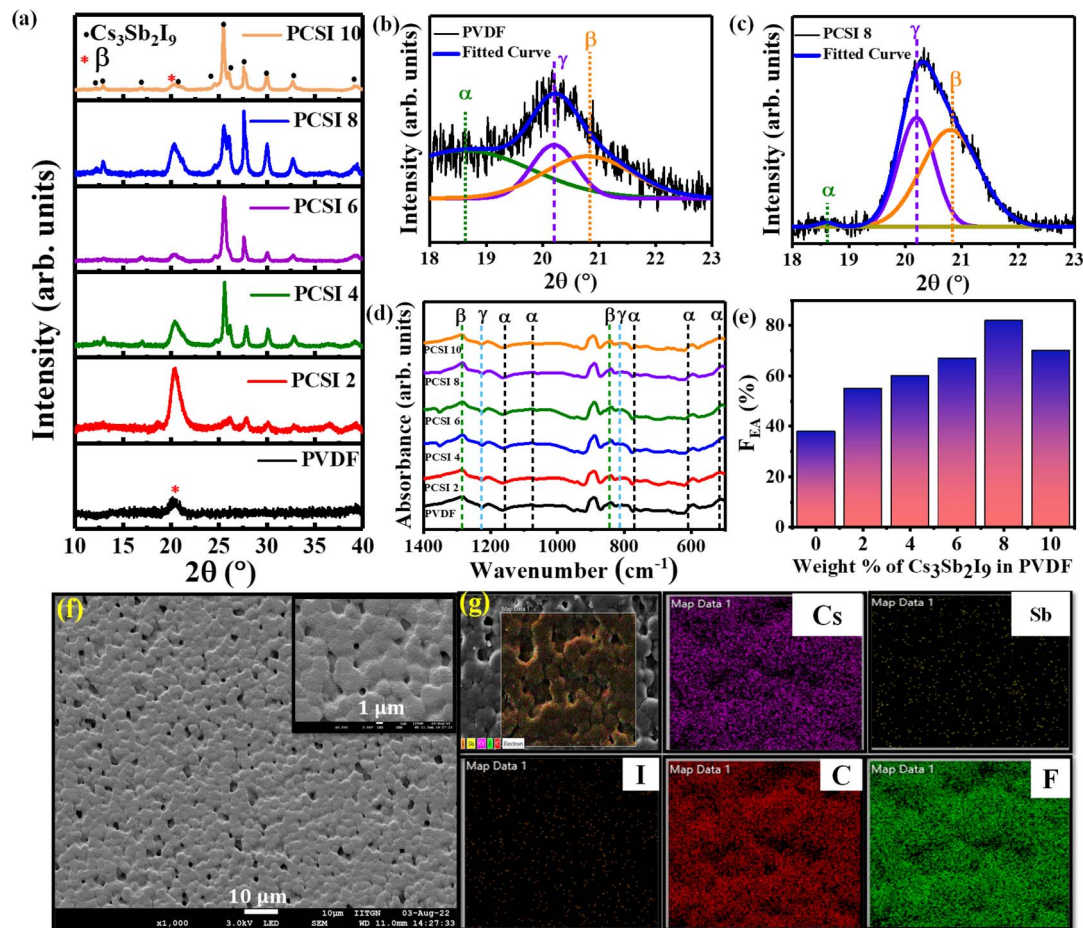 (a)
•Cs₃Sb₂I₉
* β
*
PCSI 10
PCSI 8
PCSI 6
PCSI 4
PCSI 2
PVDF
*
Intensity (arb. units)
10 15 20 25 30 35 40
2θ (°)
(b)
PVDF
Fitted Curve
α
γ
β
Intensity (arb. units)
18 19 20 21 22 23
2θ (°)
(c)
PCSI 8
Fitted Curve
α
γ
β
Intensity (arb. units)
18 19 20 21 22 23
2θ (°)
(d)
β γ α α β γ α α α
PCSI 10
PCSI 8
PCSI 6
PCSI 4
PCSI 2
PVDF
Absorbance (arb. units)
1400 1200 1000 800 600
Wavenumber (cm⁻¹)
(e)
F_EA (%)
80
60
40
20
0
0 2 4 6 8 10
Weight % of Cs₃Sb₂I₉ in PVDF
(f)
1 μm
10 μm
10μm IITGN 03-Aug-22
x1,000 3.0kV LED SEM WD 11.0mm 14:27:33
(g)
Map Data 1
Electron
Map Data 1
Cs
Map Data 1
Sb
Map Data 1
I
Map Data 1
C
Map Data 1
F